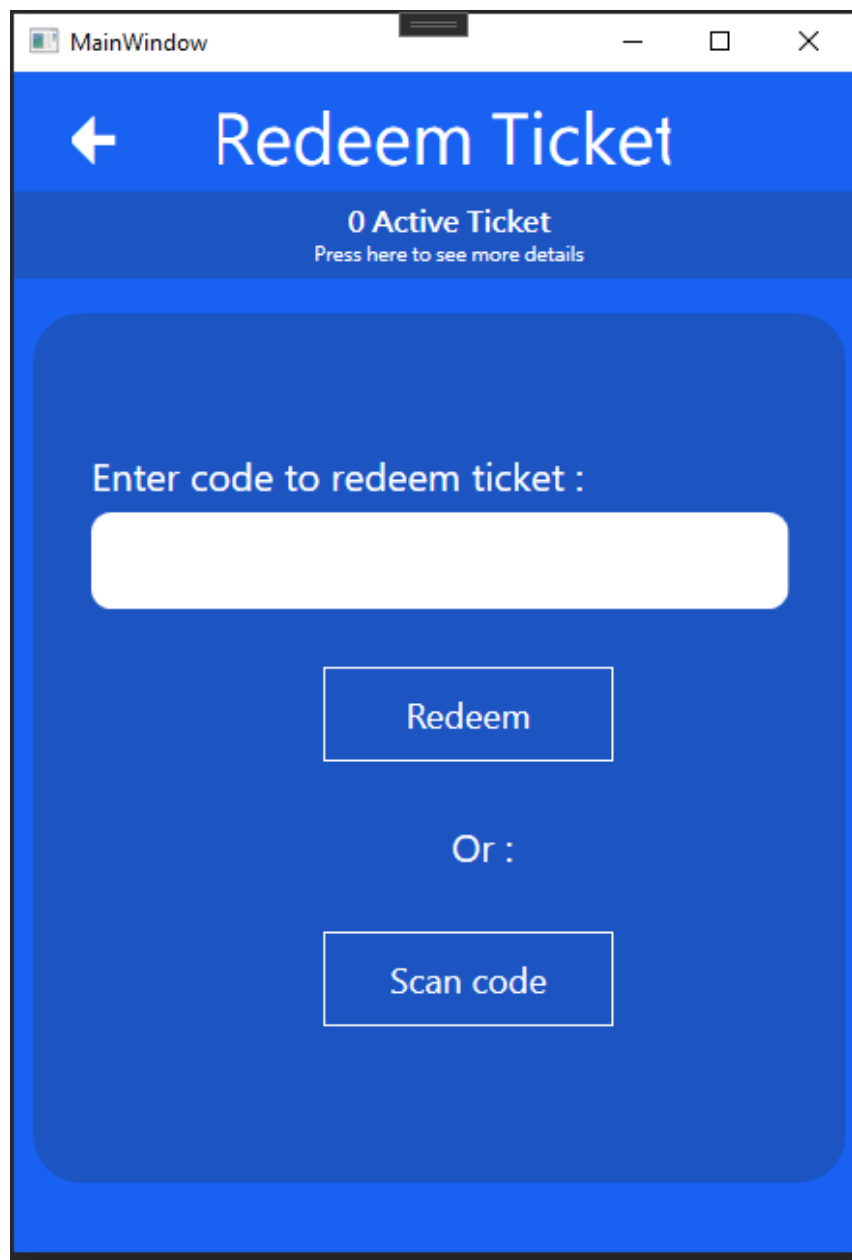 MainWindow
Redeem Ticket
0 Active Ticket
Press here to see more details
Enter code to redeem ticket :
Redeem
Or :
Scan code